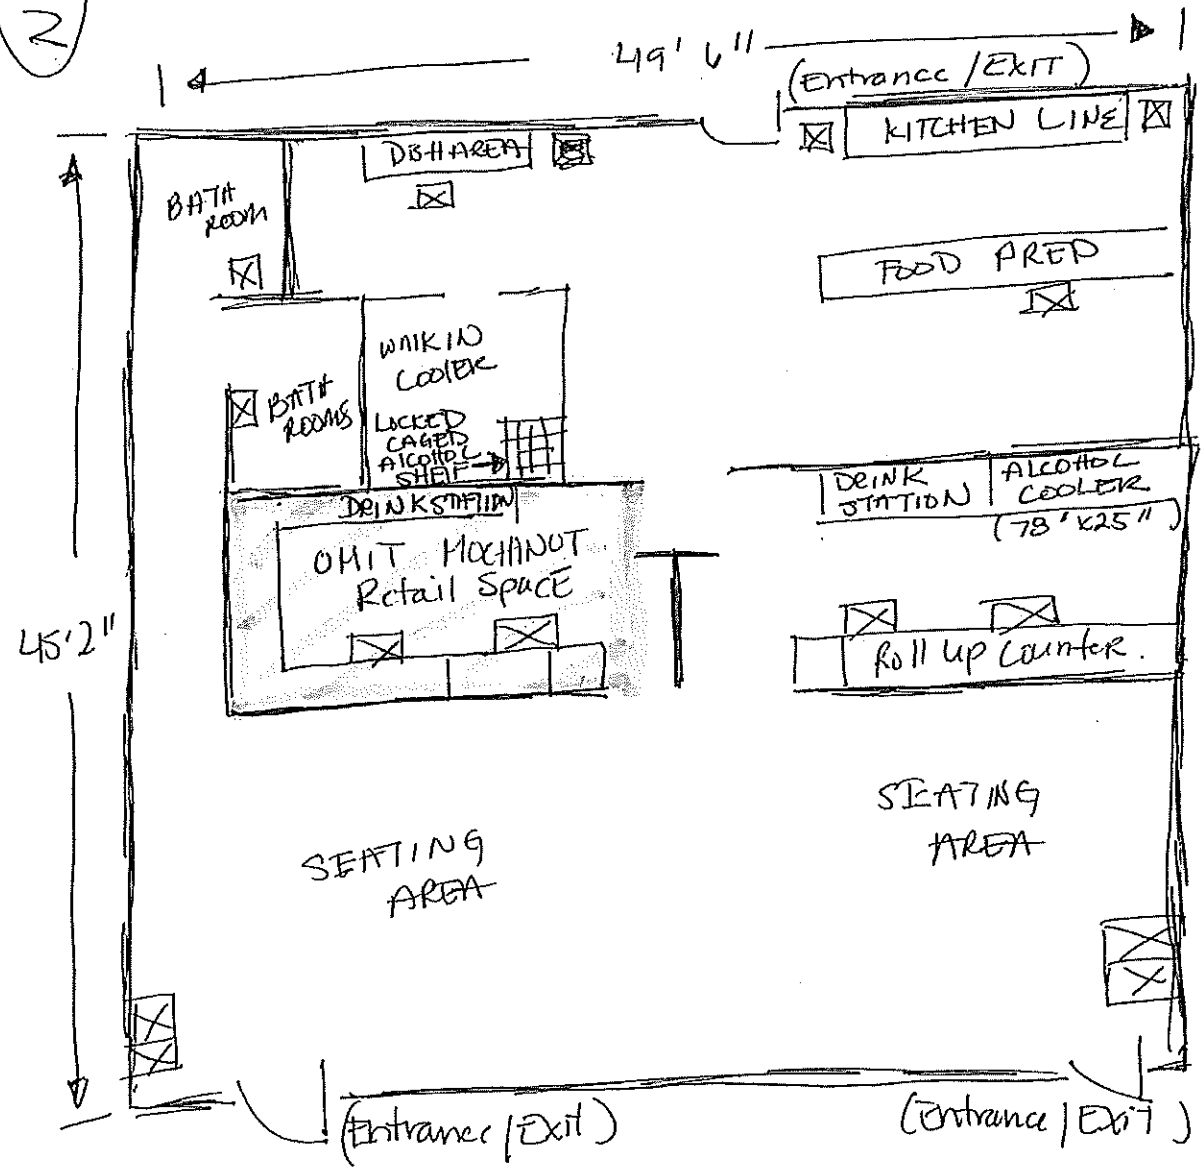 2
49' 6"
(Entrance / EXIT)
KITCHEN LINE
DISH AREA
BATH
ROOM
FOOD PREP
WALK IN
COOLER
BATH
ROOMS
LOCKED
CAGED
ALCOHOL
SHELF
DRINK
STATION
ALCOHOL
COOLER
(78" X 25")
DRINK STATION
OMIT MOCHANUT
Retail Space
45' 2"
Roll Up Counter.
SEATING
AREA
SEATING
AREA
(Entrance / Exit)
(Entrance / Exit)